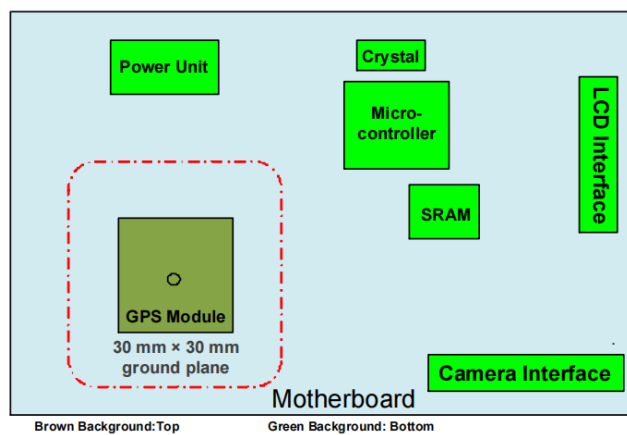 Power Unit
Crystal
Micro-
controller
LCD Interface
SRAM
GPS Module
30 mm × 30 mm
ground plane
Camera Interface
Motherboard
Brown Background:Top
Green Background: Bottom